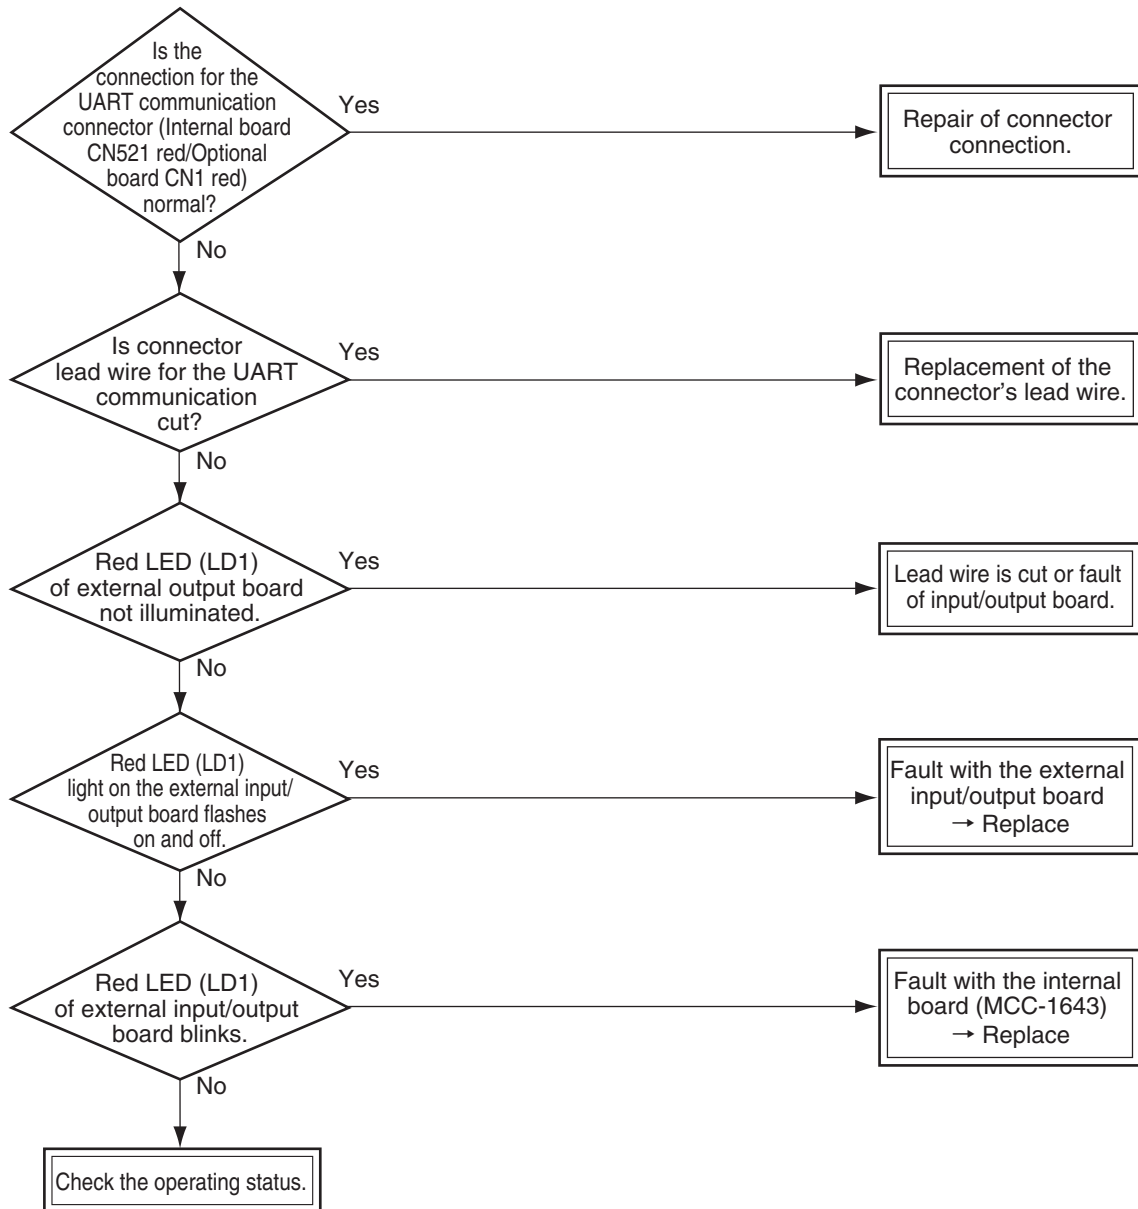 Is the
connection for the
UART communication
connector (Internal board
CN521 red/Optional
board CN1 red)
normal?
Yes
Repair of connector
connection.
No
Is connector
lead wire for the UART
communication
cut?
Yes
Replacement of the
connector’s lead wire.
No
Red LED (LD1)
of external output board
not illuminated.
Yes
Lead wire is cut or fault
of input/output board.
No
Red LED (LD1)
light on the external input/
output board flashes
on and off.
Yes
Fault with the external
input/output board
→ Replace
No
Red LED (LD1)
of external input/output
board blinks.
Yes
Fault with the internal
board (MCC-1643)
→ Replace
No
Check the operating status.